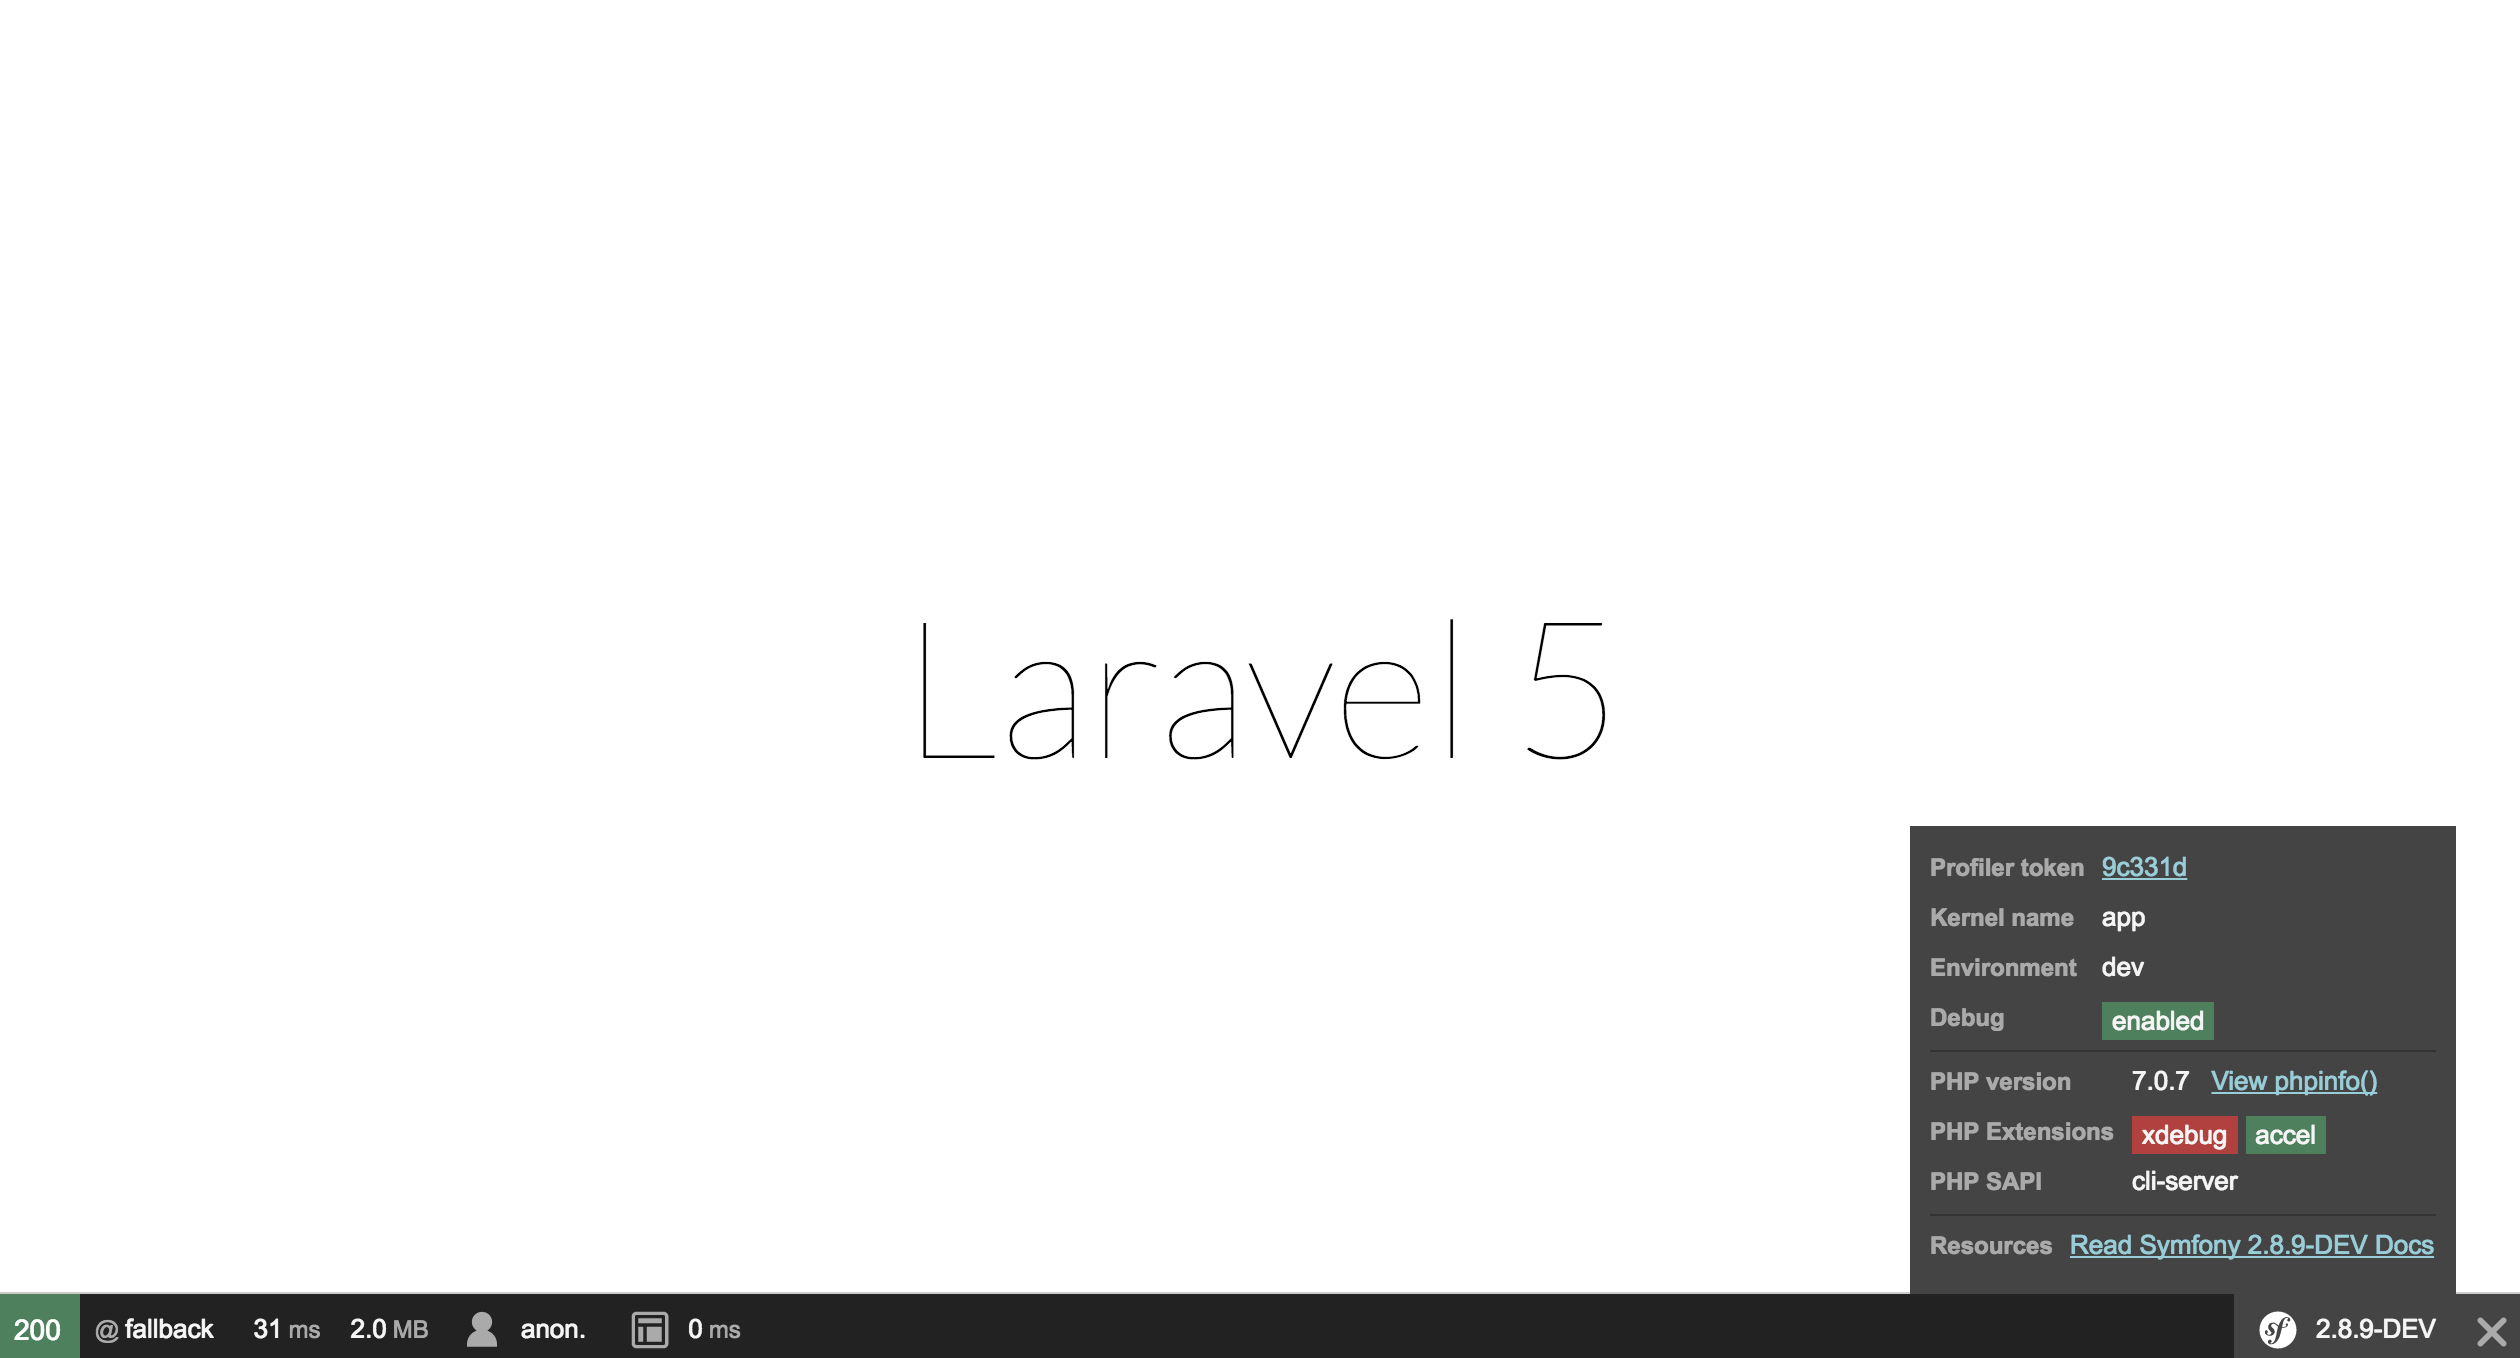 Laravel 5
Profiler token 9c331d
Kernel name app
Environment dev
Debug enabled
PHP version 7.0.7 View phpinfo()
PHP Extensions xdebug accel
PHP SAPI cli-server
Resources Read Symfony 2.8.9-DEV Docs
200 @ fallback 31 ms 2.0 MB anon. 0 ms sf 2.8.9-DEV